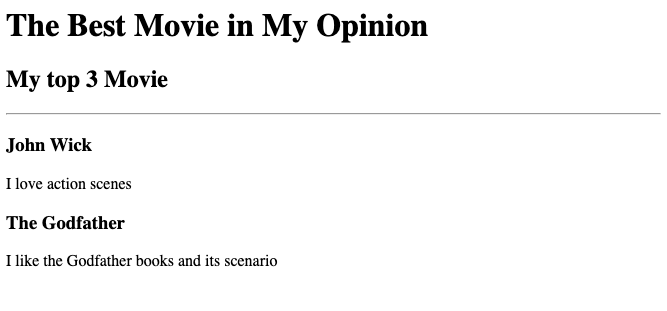 The Best Movie in My Opinion
My top 3 Movie
John Wick
I love action scenes
The Godfather
I like the Godfather books and its scenario